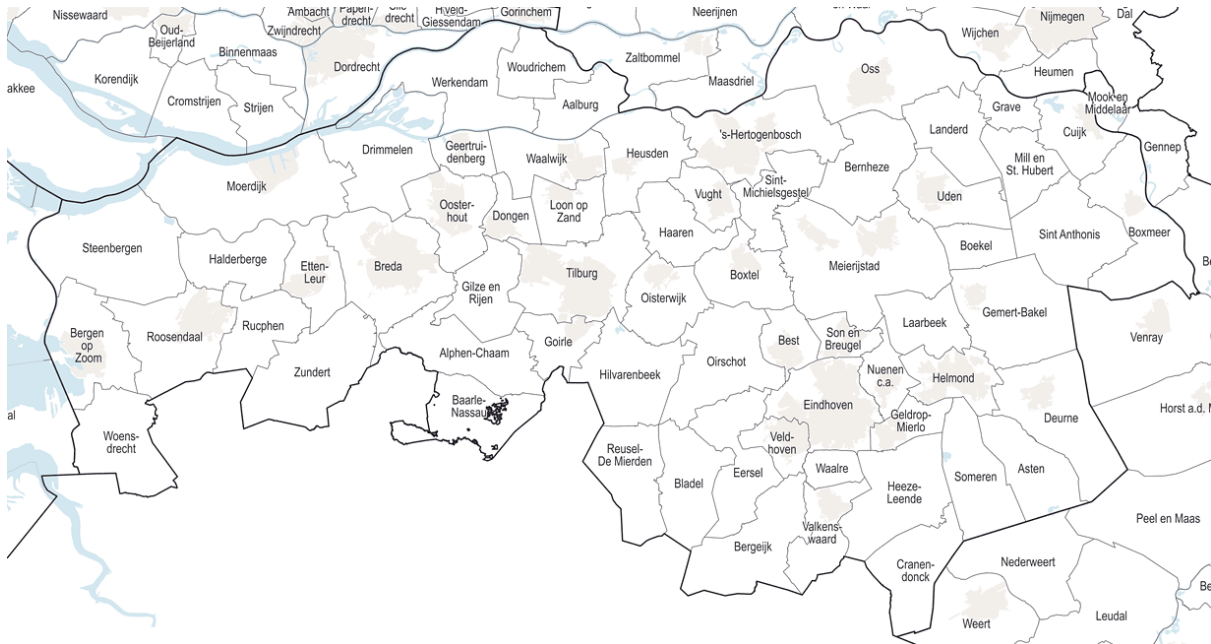 Nissewaard
Oud-
Beijerland
Ambacht
Zwijndrecht
Papen-
drecht
drecht
H'veld-
Giessendam
Gorinchem
Neerijnen
Nijmegen
Dal
Wijchen
Binnenmaas
Dordrecht
Werkendam
Woudrichem
Zaltbommel
Maasdriel
Oss
Heumen
akkee
Korendijk
Cromstrijen
Strijen
Aalburg
Mook en
Middelaar
Grave
Cuijk
Landerd
Gennep
Drimmelen
Geertrui-
denberg
Waalwijk
Heusden
's-Hertogenbosch
Bernheze
Mill en
St. Hubert
Moerdijk
Ooster-
hout
Dongen
Loon op
Zand
Vught
Sint-
Michielsgestel
Uden
Haaren
Sint Anthonis
Boxmeer
Steenbergen
Halderberge
Etten-
Leur
Breda
Gilze en
Rijen
Tilburg
Oisterwijk
Boxtel
Meierijstad
Boekel
Bergen
op
Zoom
Roosendaal
Rucphen
Gemert-Bakel
Laarbeek
Venray
Zundert
Alphen-Chaam
Goirle
Hilvarenbeek
Oirschot
Best
Son en
Breugel
Nuenen
c.a.
Helmond
Baarle-
Nassau
Eindhoven
Geldrop-
Mierlo
Deurne
Horst a.d. M
al
Woens-
drecht
Reusel-
De Mierden
Bladel
Eersel
Veld-
hoven
Waalre
Heeze-
Leende
Someren
Asten
Peel en Maas
Bergeijk
Valkens-
waard
Cranen-
donck
Nederweert
Weert
Leudal
Be